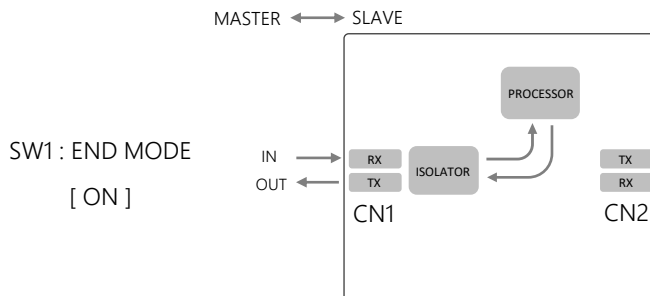 MASTER SLAVE
PROCESSOR
SW1 : END MODE
[ ON ]
IN RX ISOLATOR TX
OUT TX RX
CN1 CN2